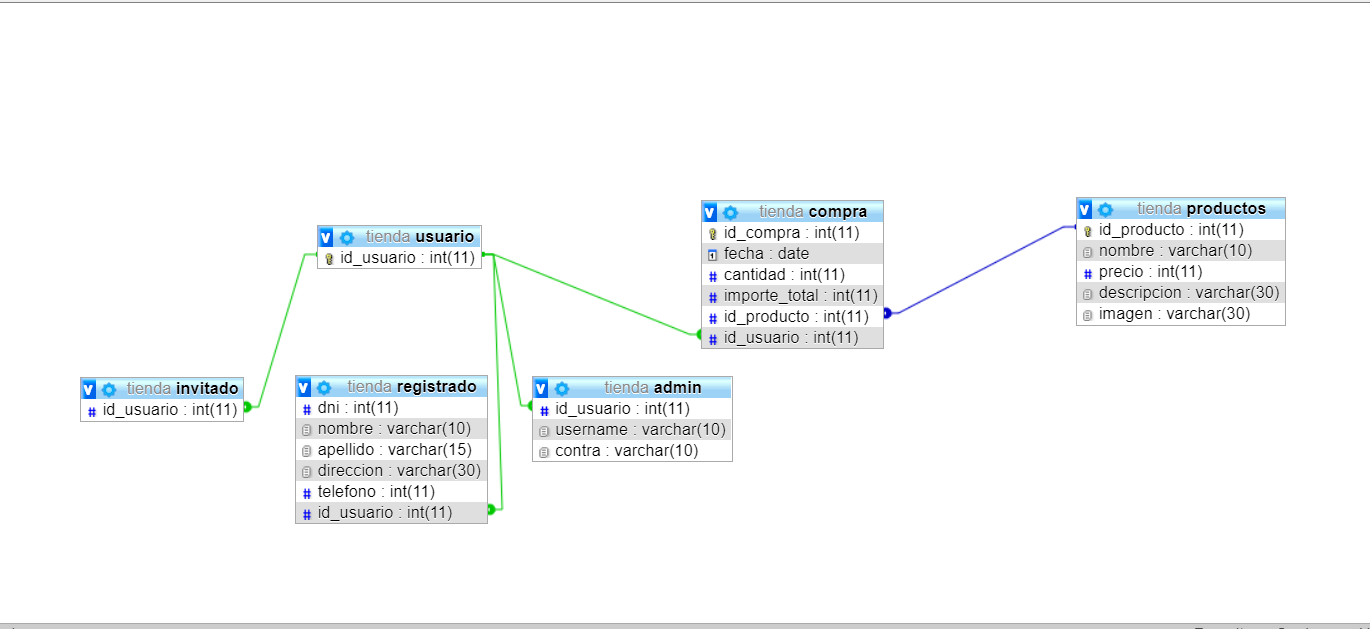 tienda usuario
id_usuario : int(11)
tienda compra
id_compra : int(11)
fecha : date
cantidad : int(11)
importe_total : int(11)
id_producto : int(11)
id_usuario : int(11)
tienda productos
id_producto : int(11)
nombre : varchar(10)
precio : int(11)
descripcion : varchar(30)
imagen : varchar(30)
tienda invitado
id_usuario : int(11)
tienda registrado
dni : int(11)
nombre : varchar(10)
apellido : varchar(15)
direccion : varchar(30)
telefono : int(11)
id_usuario : int(11)
tienda admin
id_usuario : int(11)
username : varchar(10)
contra : varchar(10)